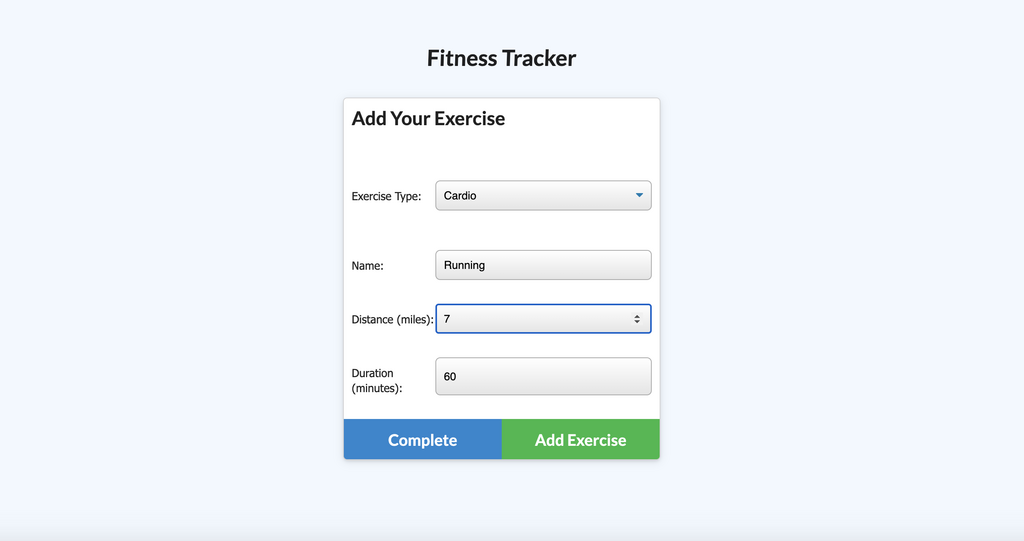 Fitness Tracker
Add Your Exercise
Exercise Type: Cardio
Name: Running
Distance (miles): 7
Duration
(minutes): 60
Complete Add Exercise